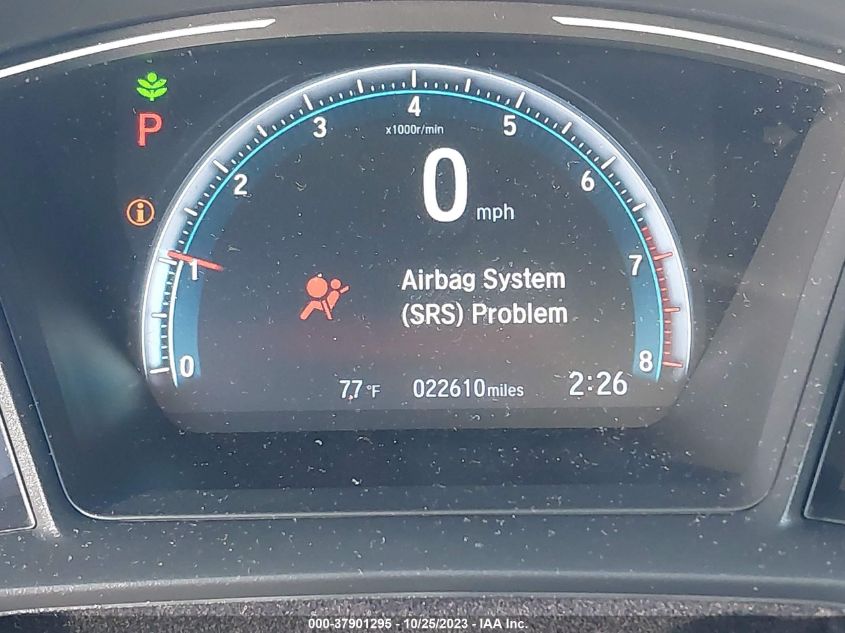 4
3
5
x1000r/min
P
2
0
mph
6
i
1
7
Airbag System
(SRS) Problem
0
8
77°F
022610miles
2:26
000-37901295 - 10/25/2023 - IAA Inc.